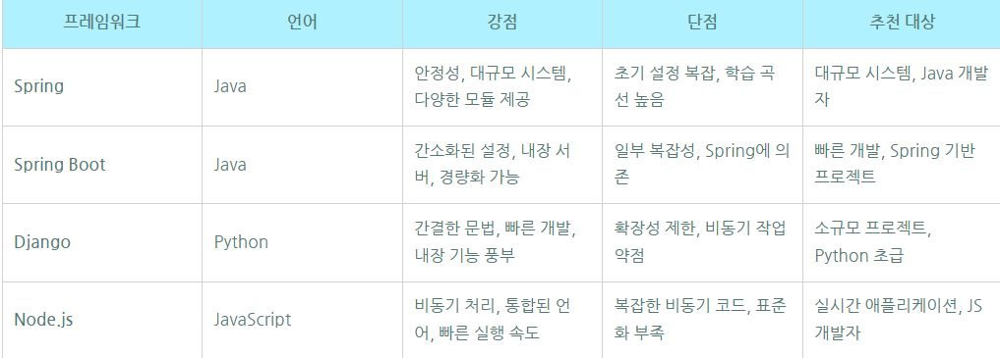 프레임워크 언어 강점 단점 추천 대상
Spring
Java
안정성, 대규모 시스템,
다양한 모듈 제공
초기 설정 복잡, 학습 곡
선 높음
대규모 시스템, Java 개발
자
Spring Boot
Java
간소화된 설정, 내장 서
버, 경량화 가능
일부 복잡성, Spring에 의
존
빠른 개발, Spring 기반
프로젝트
Django
Python
간결한 문법, 빠른 개발,
내장 기능 풍부
확장성 제한, 비동기 작업
약점
소규모 프로젝트,
Python 초급
Node.js
JavaScript
비동기 처리, 통합된 언
어, 빠른 실행 속도
복잡한 비동기 코드, 표준
화 부족
실시간 애플리케이션, JS
개발자